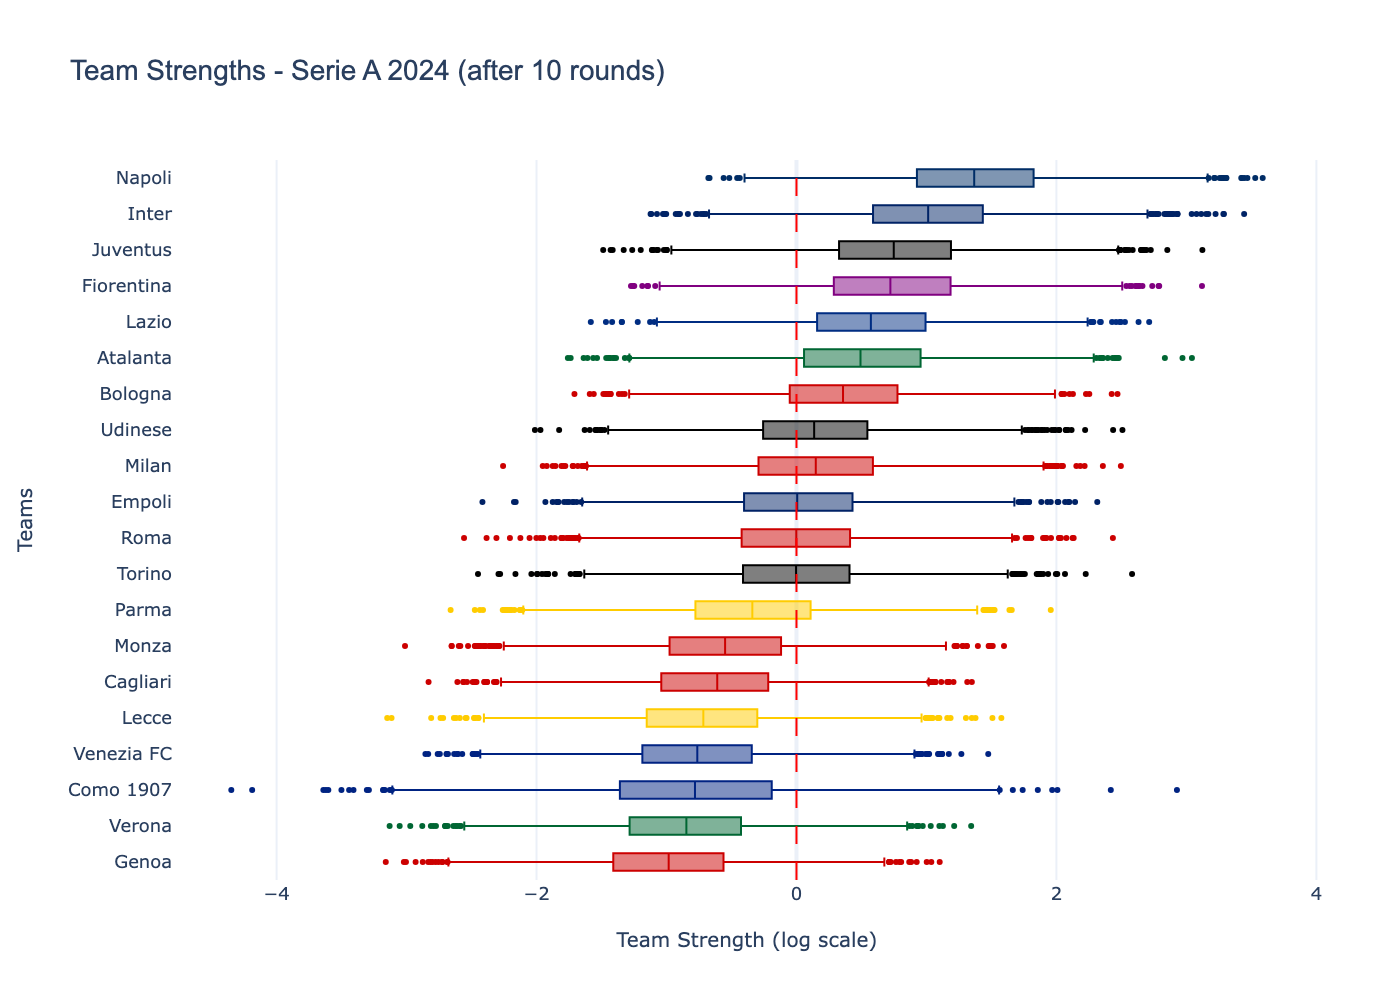 Team Strengths - Serie A 2024 (after 10 rounds)
Napoli
Inter
Juventus
Fiorentina
Lazio
Atalanta
Bologna
Udinese
Milan
Empoli
Roma
Torino
Parma
Monza
Cagliari
Lecce
Venezia FC
Como 1907
Verona
Genoa
Teams
−4 −2 0 2 4
Team Strength (log scale)